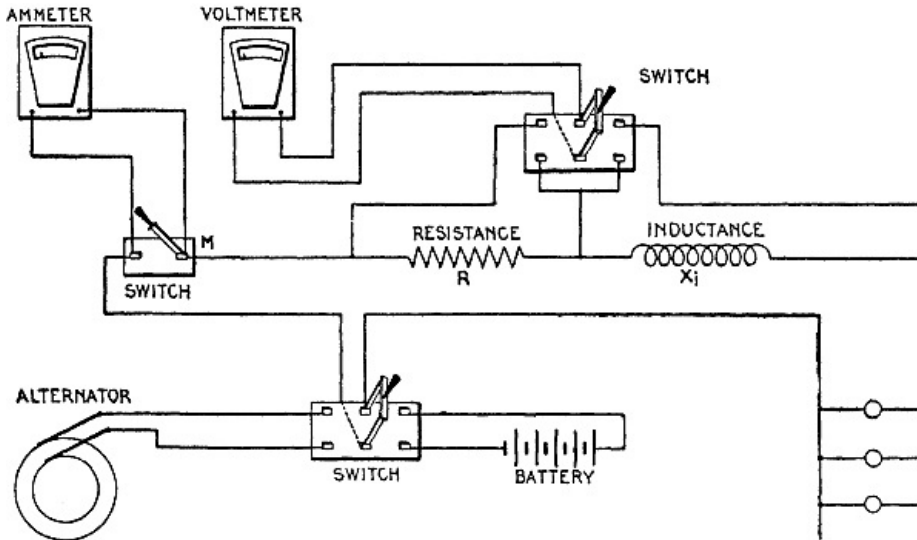 AMMETER
VOLTMETER
SWITCH
M
RESISTANCE
R
INDUCTANCE
Xi
SWITCH
ALTERNATOR
SWITCH
BATTERY